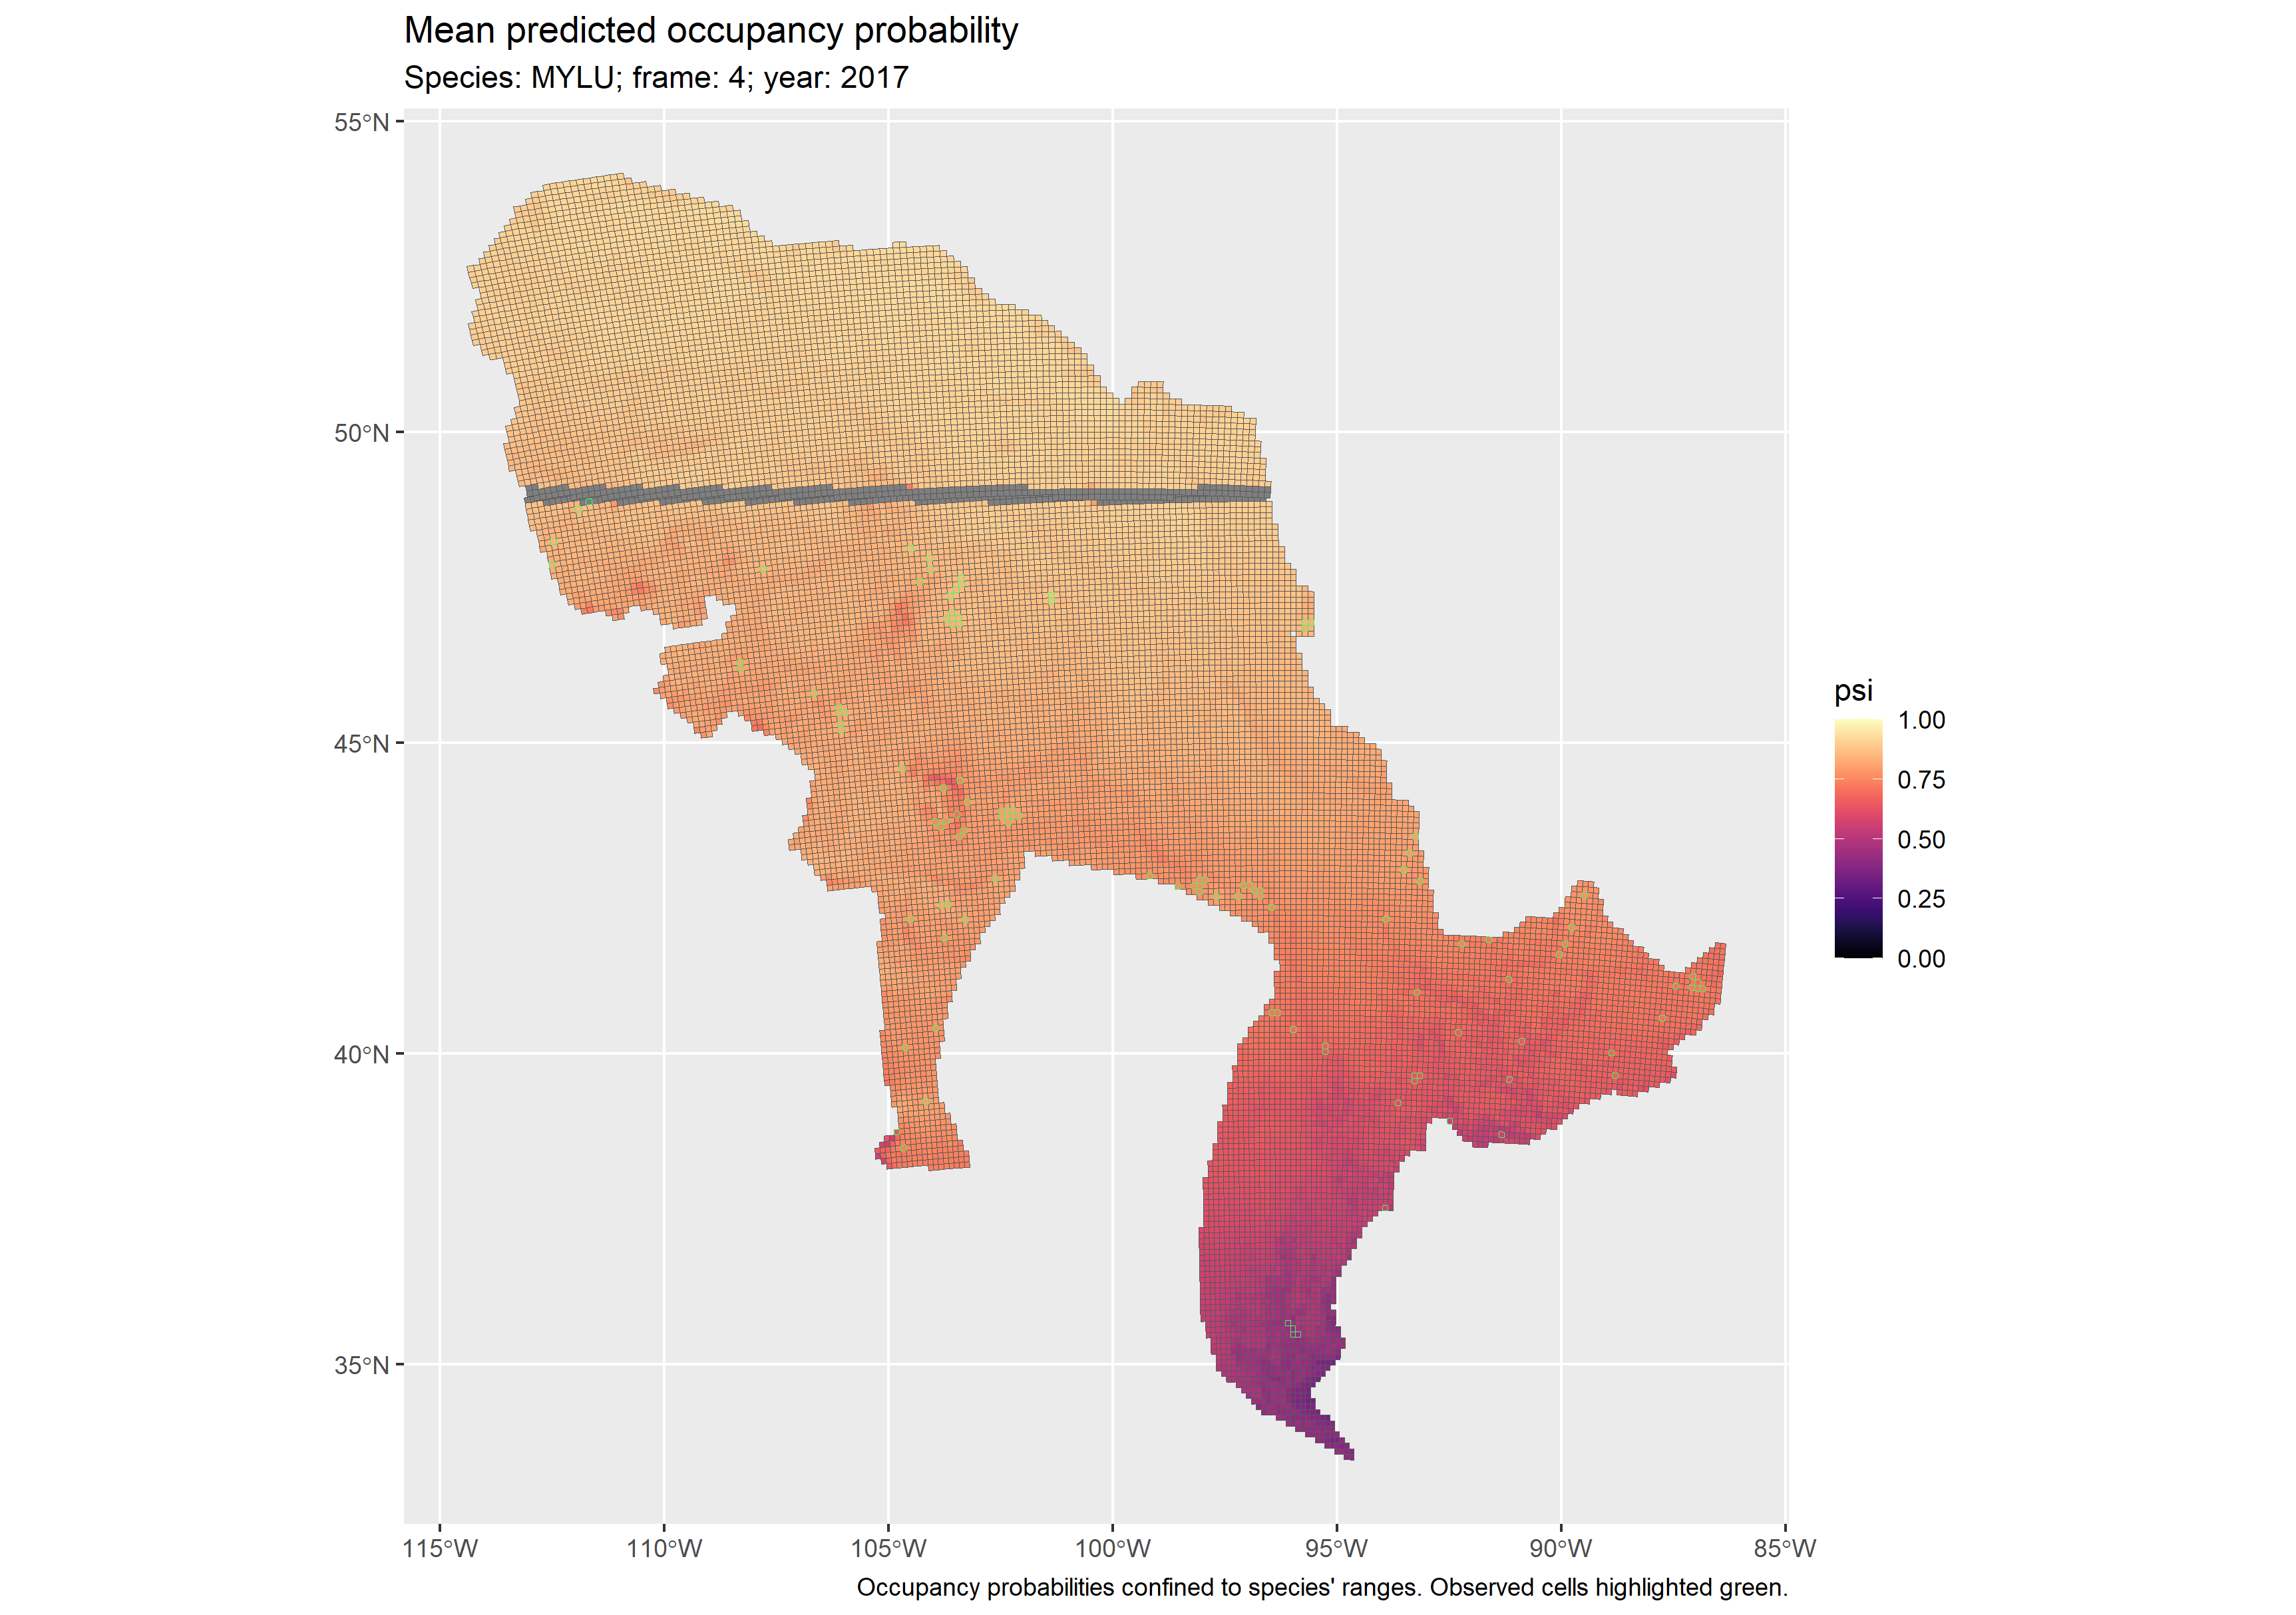 Mean predicted occupancy probability
Species: MYLU; frame: 4; year: 2017
55°N
50°N
45°N
40°N
35°N
115°W
110°W
105°W
100°W
95°W
90°W
85°W
psi
1.00
0.75
0.50
0.25
0.00
Occupancy probabilities confined to species' ranges. Observed cells highlighted green.